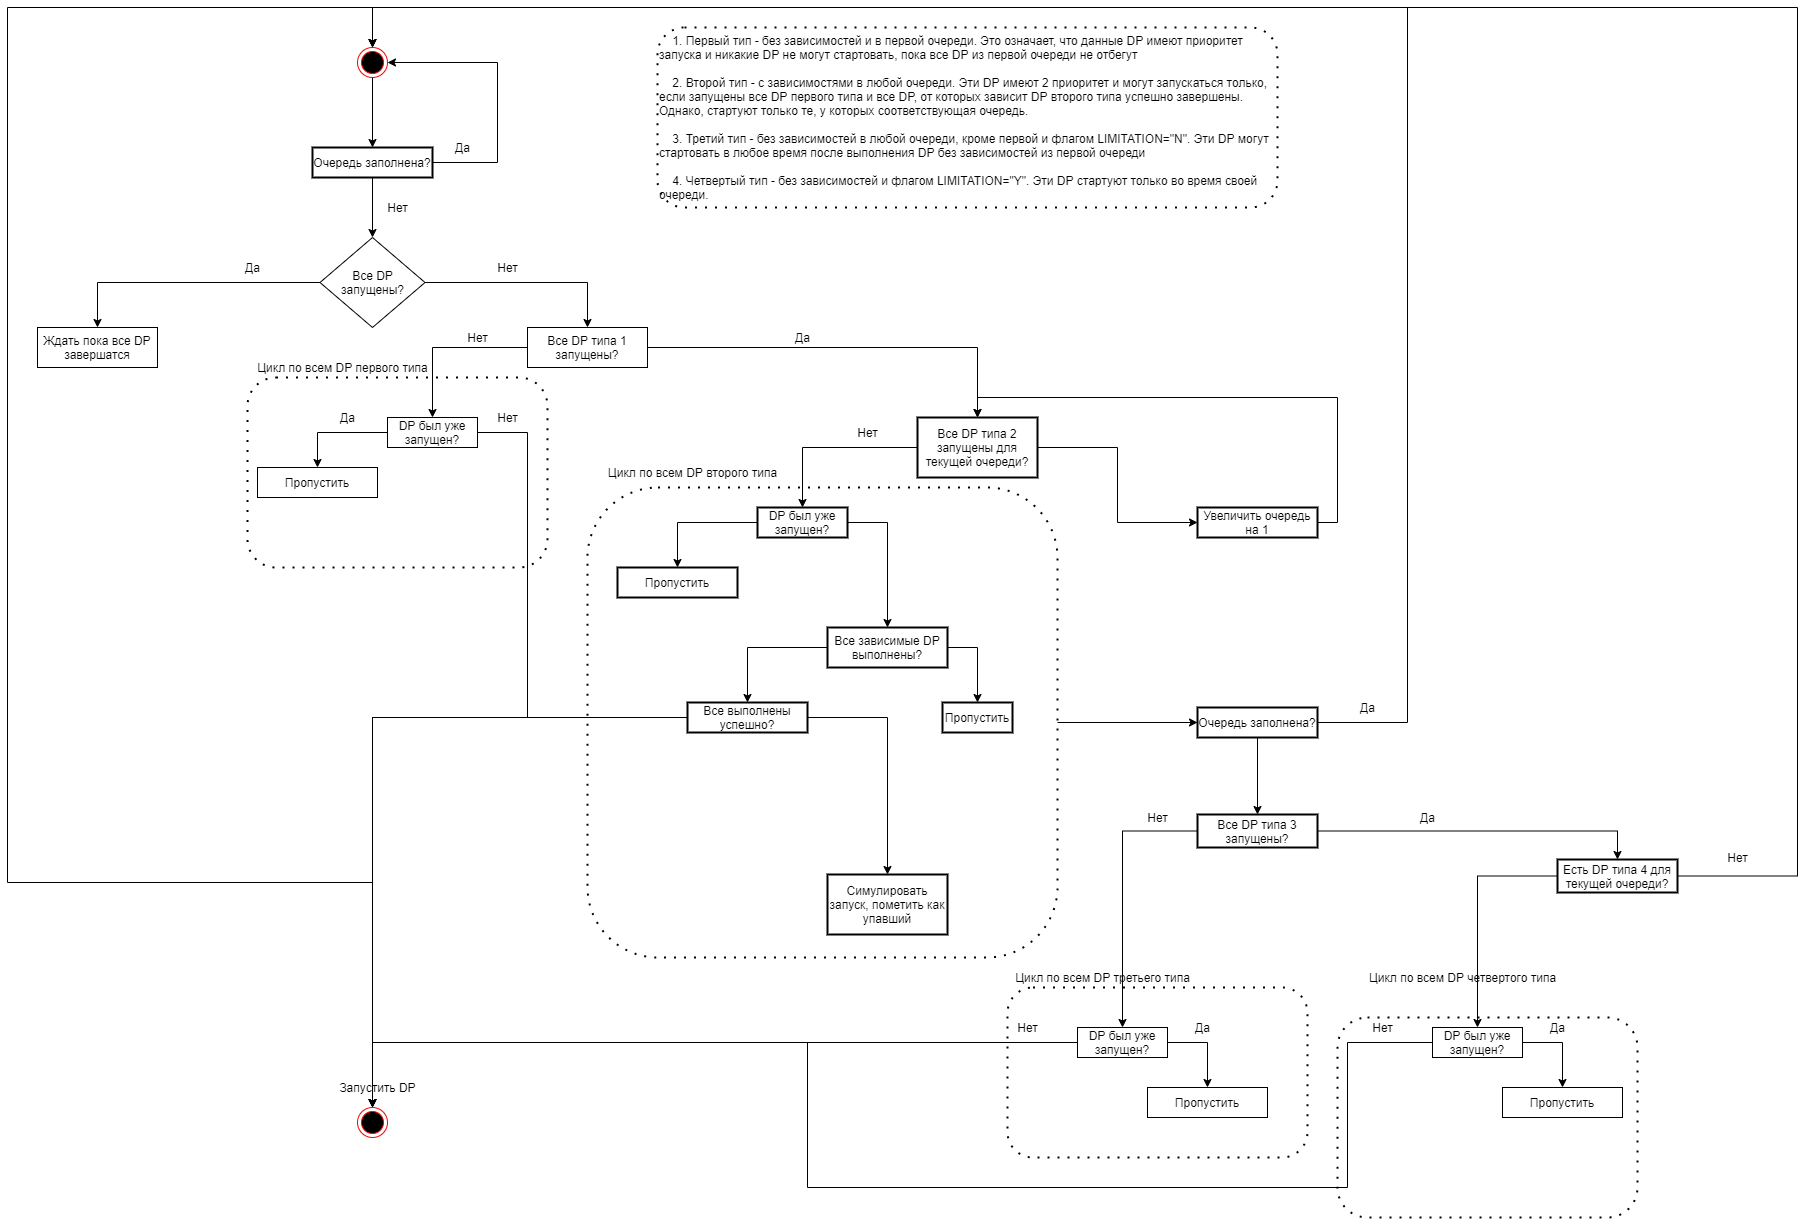 1. Первый тип - без зависимостей и в первой очереди. Это означает, что данные DP имеют приоритет
запуска и никакие DP не могут стартовать, пока все DP из первой очереди не отбегут
2. Второй тип - с зависимостями в любой очереди. Эти DP имеют 2 приоритет и могут запускаться только,
если запущены все DP первого типа и все DP, от которых зависит DP второго типа успешно завершены.
Однако, стартуют только те, у которых соответствующая очередь.
3. Третий тип - без зависимостей в любой очереди, кроме первой и флагом LIMITATION="N". Эти DP могут
стартовать в любое время после выполнения DP без зависимостей из первой очереди
4. Четвертый тип - без зависимостей и флагом LIMITATION="Y". Эти DP стартуют только во время своей
очереди.
Очередь заполнена?
Да
Нет
Все DP
запущены?
Да
Нет
Ждать пока все DP
завершатся
Все DP типа 1
запущены?
Нет
Да
Цикл по всем DP первого типа
DP был уже
запущен?
Да
Нет
Пропустить
Все DP типа 2
запущены для
текущей очереди?
Нет
Цикл по всем DP второго типа
DP был уже
запущен?
Увеличить очередь
на 1
Пропустить
Все зависимые DP
выполнены?
Все выполнены
успешно?
Пропустить
Очередь заполнена?
Да
Все DP типа 3
запущены?
Нет
Да
Есть DP типа 4 для
текущей очереди?
Нет
Симулировать
запуск, пометить как
упавший
Цикл по всем DP третьего типа
Цикл по всем DP четвертого типа
Нет
DP был уже
запущен?
Да
Нет
DP был уже
запущен?
Да
Запустить DP
Пропустить
Пропустить